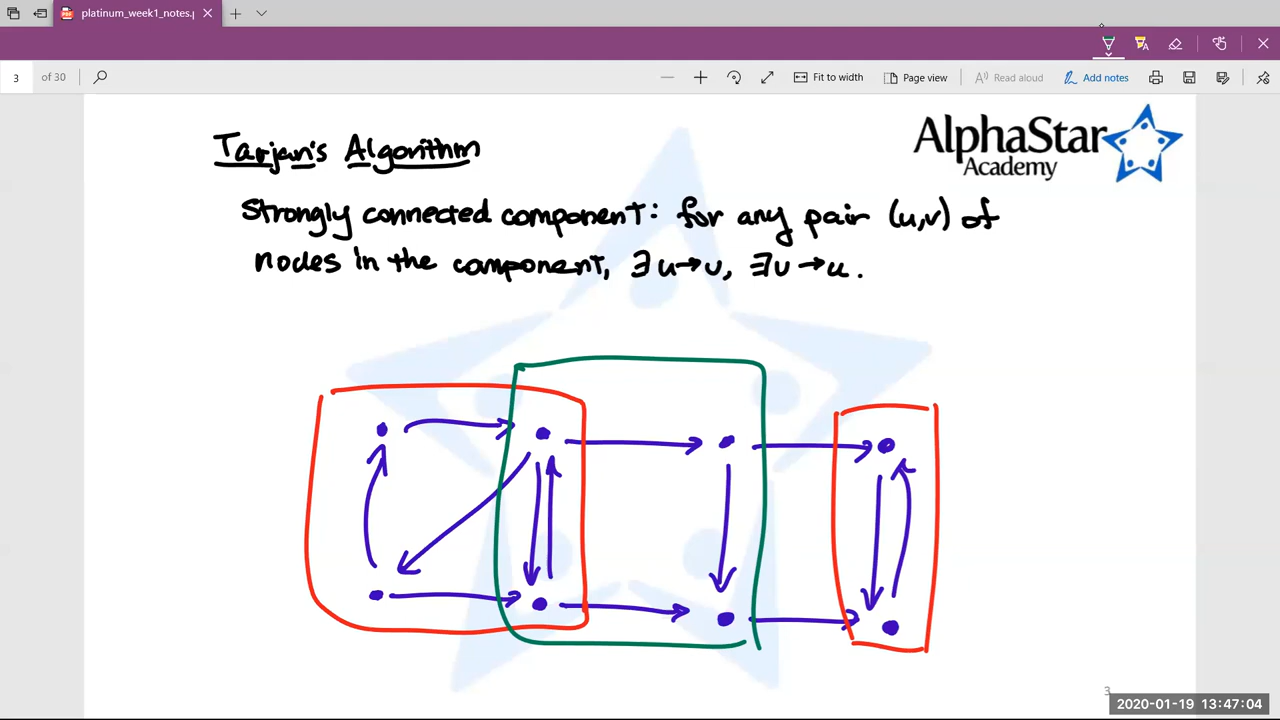 platinum_week1_notes.p
3 of 30
Fit to width
Page view
Read aloud
Add notes
Tarjan's Algorithm
AlphaStar
Academy
Strongly connected component: for any pair (u,v) of
nodes in the component, ∃u→v, ∃v→u.
3
2020-01-19 13:47:04